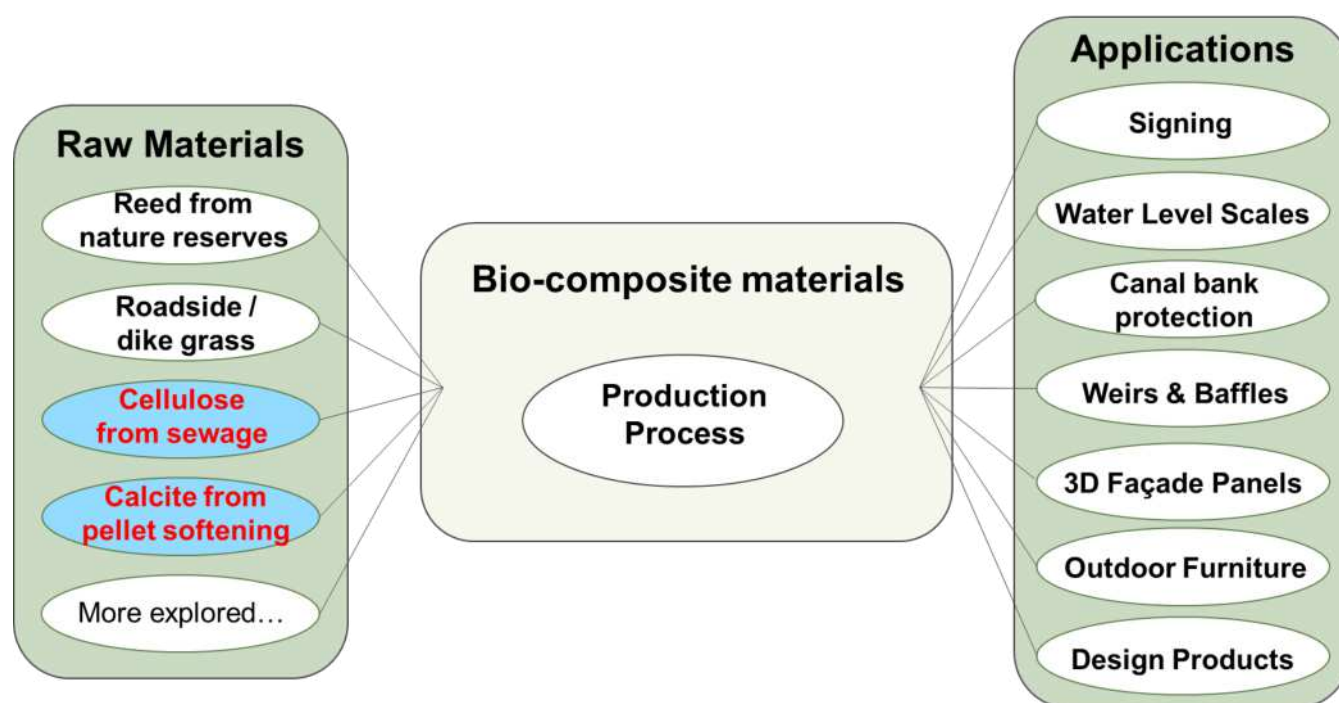 Raw Materials
Reed from
nature reserves
Roadside /
dike grass
Cellulose
from sewage
Calcite from
pellet softening
More explored…
Bio-composite materials
Production
Process
Applications
Signing
Water Level Scales
Canal bank
protection
Weirs & Baffles
3D Façade Panels
Outdoor Furniture
Design Products